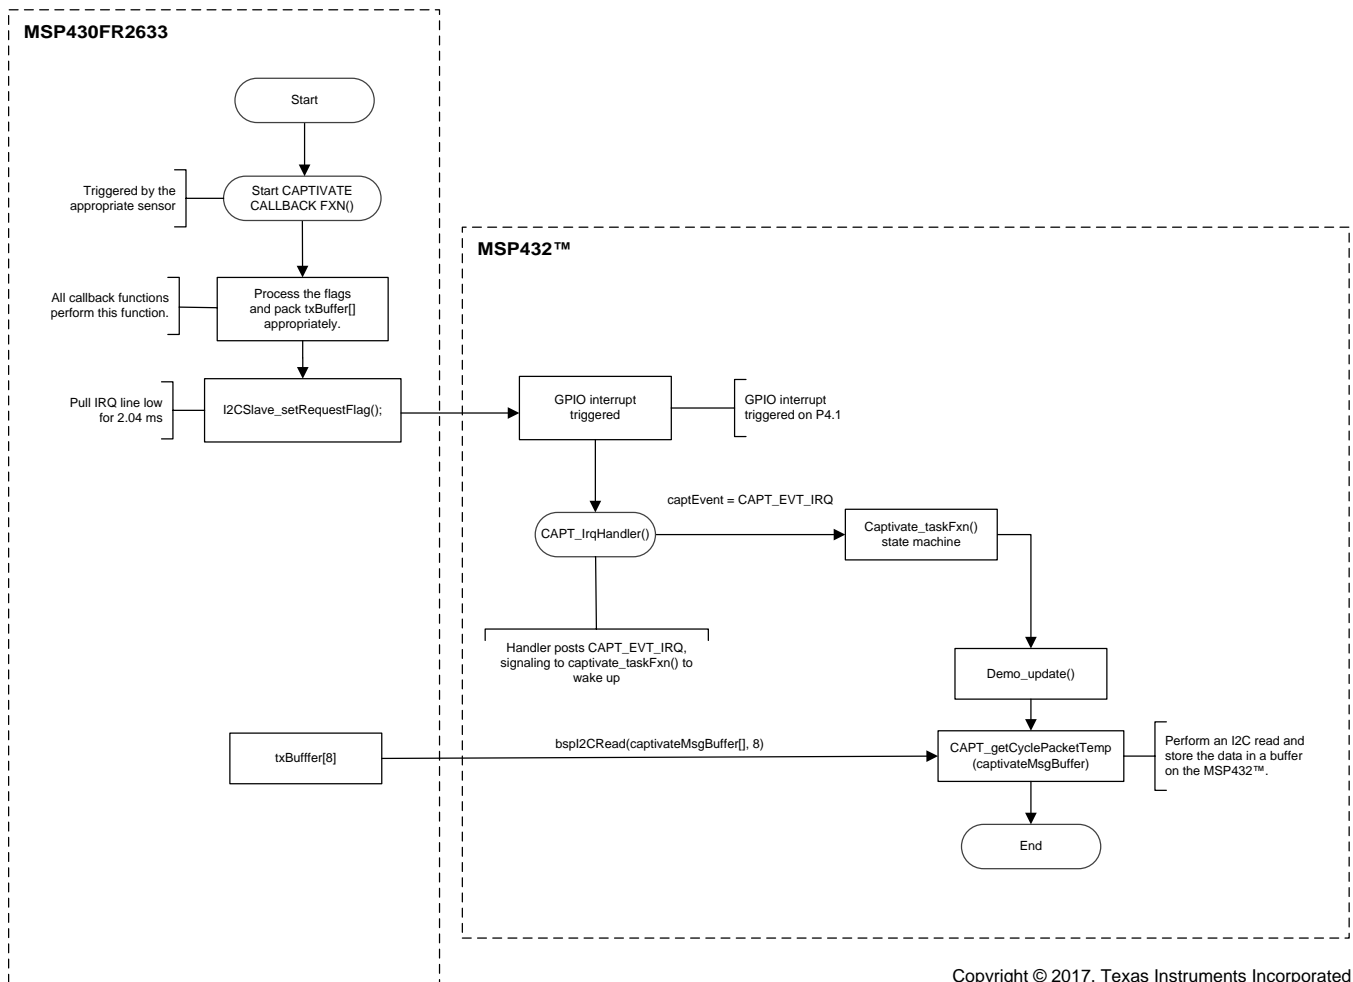 MSP430FR2633
Start
Triggered by the
appropriate sensor
Start CAPTIVATE
CALLBACK FXN()
All callback functions
perform this function.
Process the flags
and pack txBuffer[]
appropriately.
Pull IRQ line low
for 2.04 ms
I2CSlave_setRequestFlag();
txBufffer[8]
MSP432™
GPIO interrupt
triggered
GPIO interrupt
triggered on P4.1
captEvent = CAPT_EVT_IRQ
CAPT_IrqHandler()
Captivate_taskFxn()
state machine
Handler posts CAPT_EVT_IRQ,
signaling to captivate_taskFxn() to
wake up
Demo_update()
bspI2CRead(captivateMsgBuffer[], 8)
CAPT_getCyclePacketTemp
(captivateMsgBuffer)
Perform an I2C read and
store the data in a buffer
on the MSP432™.
End
Copyright © 2017, Texas Instruments Incorporated